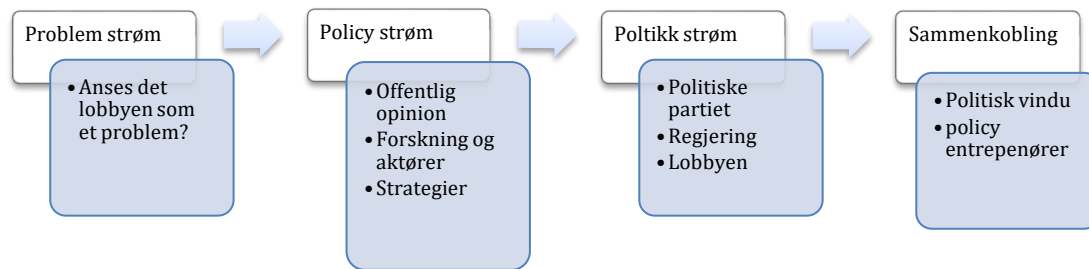 Problem strøm
• Anses det
lobbyen som
et problem?
Policy strøm
• Offentlig
opinion
• Forskning og
aktører
• Strategier
Poltikk strøm
• Politiske
partiet
• Regjering
• Lobbyen
Sammenkobling
• Politisk vindu
• policy
entrepenører